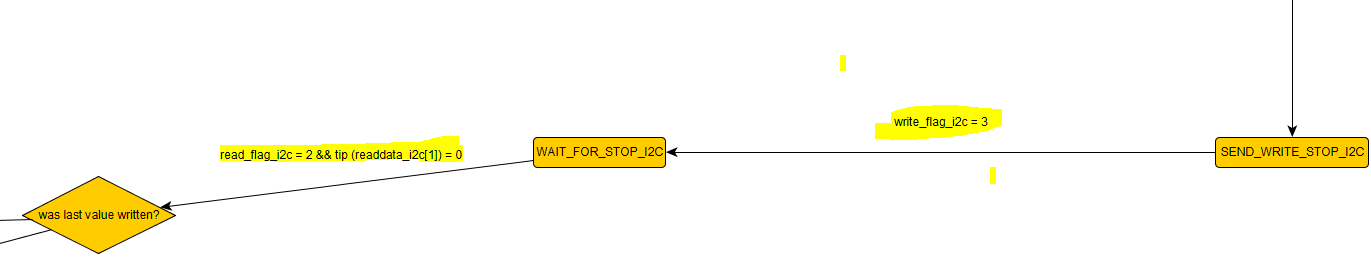 write_flag_i2c = 3
read_flag_i2c = 2 && tip (readdata_i2c[1]) = 0
WAIT_FOR_STOP_I2C
SEND_WRITE_STOP_I2C
was last value written?